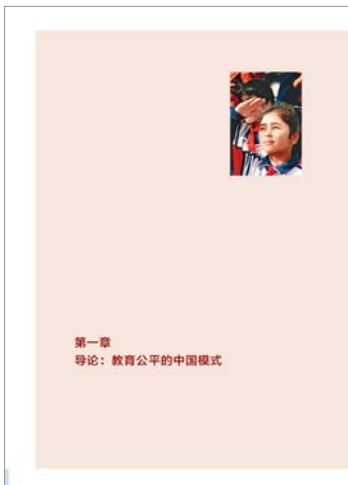 第一章
导论：教育公平的中国模式